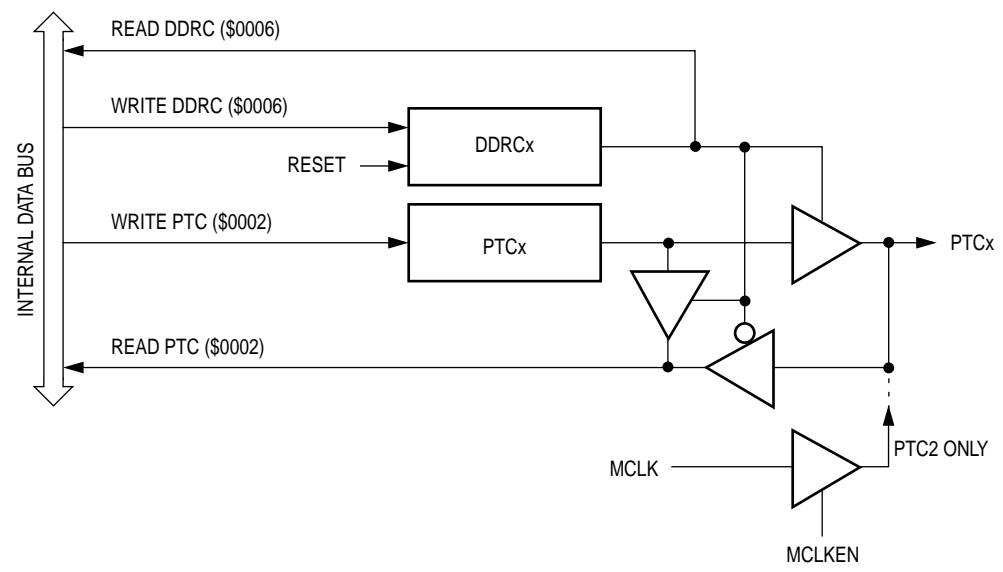 READ DDRC ($0006)
WRITE DDRC ($0006)
DDRCx
RESET
WRITE PTC ($0002)
PTCx
PTCx
INTERNAL DATA BUS
READ PTC ($0002)
PTC2 ONLY
MCLK
MCLKEN